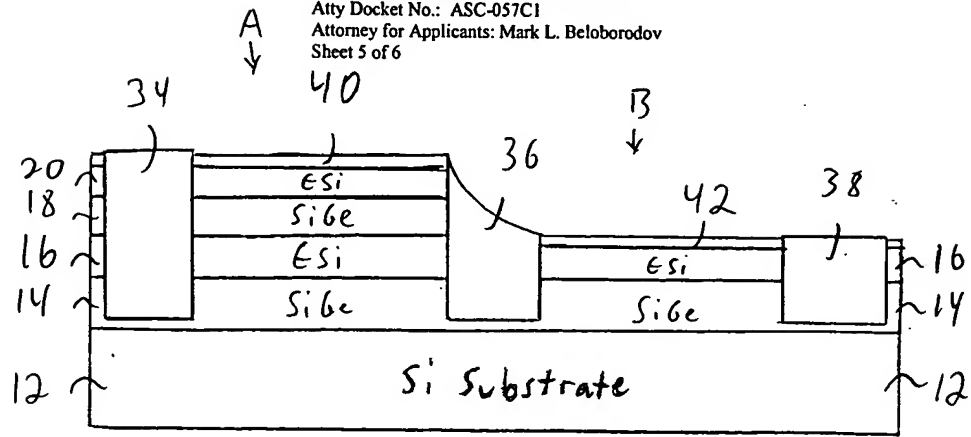 Atty Docket No.: ASC-057C1
Attorney for Applicants: Mark L. Beloborodov
Sheet 5 of 6
A
34
40
B
36
42
38
20
18
16
14
12
εSi
SiGe
εSi
SiGe
εSi
SiGe
16
14
Si Substrate
12